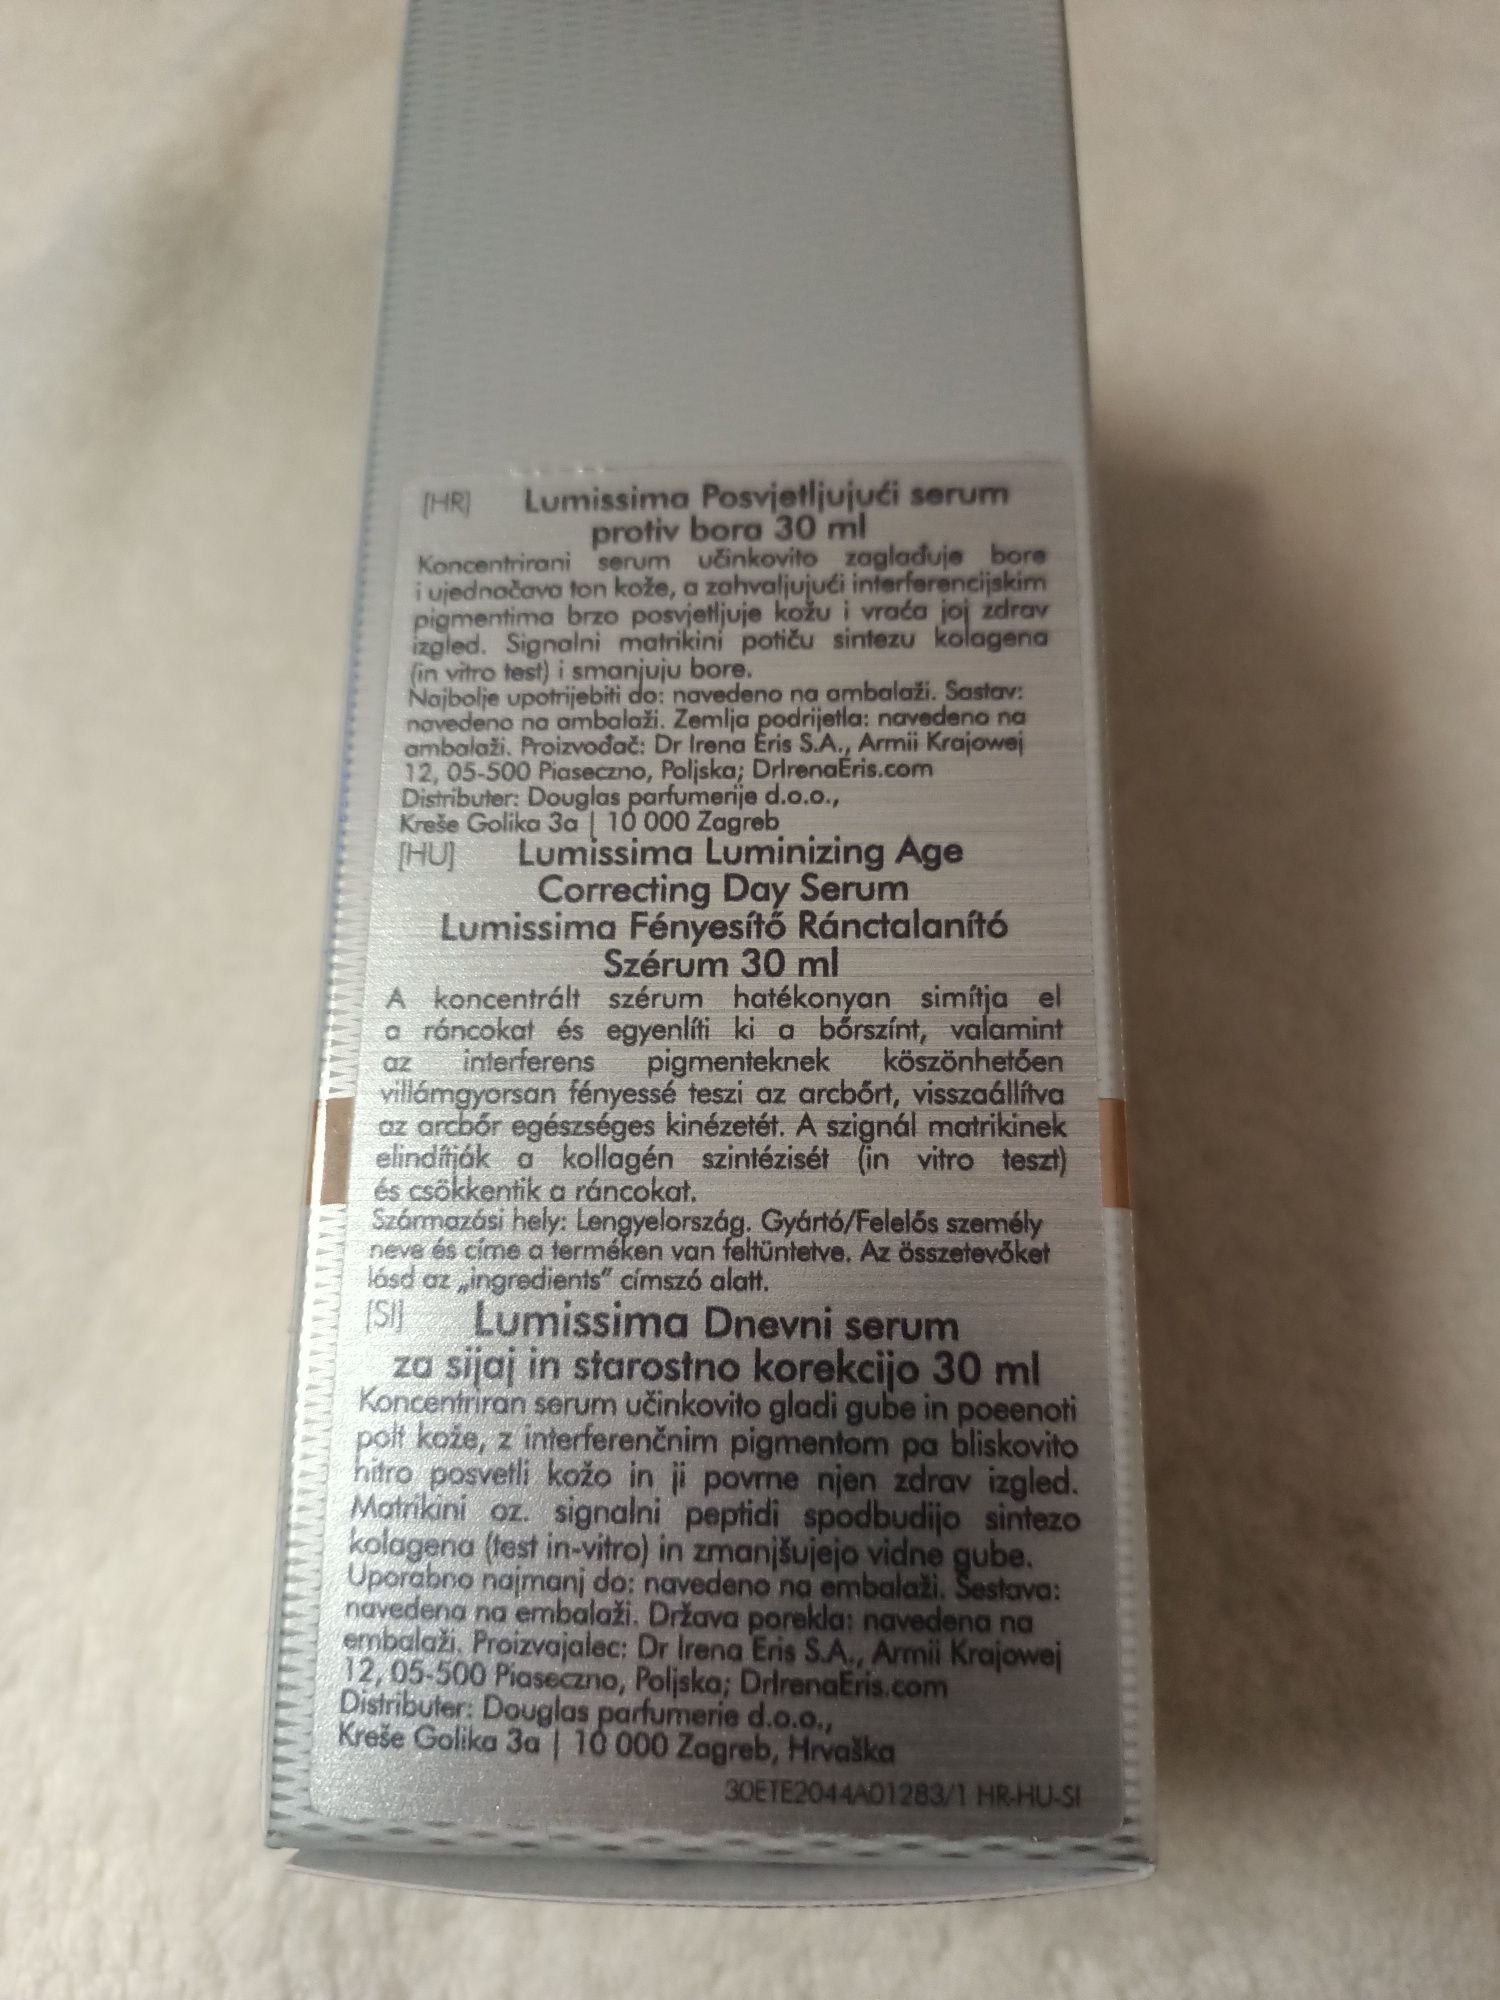 [HR] Lumissima Posvjetljujući serum
protiv bora 30 ml
Koncentrirani serum učinkovito zaglađuje bore
i ujednačava ton kože, a zahvaljujući interferencijskim
pigmentima brzo posvjetljuje kožu i vraća joj zdrav
izgled. Signalni matrikini potiču sintezu kolagena
(in vitro test) i smanjuju bore.
Najbolje upotrijebiti do: navedeno na ambalaži. Sastav:
navedeno na ambalaži. Zemlja podrijetla: navedeno na
ambalaži. Proizvođač: Dr Irena Eris S.A., Armii Krajowej
12, 05-500 Piaseczno, Poljska; DrIrenaEris.com
Distributer: Douglas parfumerije d.o.o.,
Kreše Golika 3a | 10 000 Zagreb
[HU] Lumissima Luminizing Age
Correcting Day Serum
Lumissima Fényesítő Ránctalanító
Szérum 30 ml
A koncentrált szérum hatékonyan simítja el
a ráncokat és egyenlíti ki a bőrszínt, valamint
az interferens pigmenteknek köszönhetően
villámgyorsan fényessé teszi az arcbőrt, visszaállítva
az arcbőr egészséges kinézetét. A szignál matrikinek
elindítják a kollagén szintézisét (in vitro teszt)
és csökkentik a ráncokat.
Származási hely: Lengyelország. Gyártó/Felelős személy
neve és címe a terméken van feltüntetve. Az összetevőket
lásd az „ingredients” címszó alatt.
[SI] Lumissima Dnevni serum
za sijaj in starostno korekcijo 30 ml
Koncentriran serum učinkovito gladi gube in poeenoti
polt kože, z interferenčnim pigmentom pa bliskovito
hitro posvetli kožo in ji povrne njen zdrav izgled.
Matrikini oz. signalni peptidi spodbudijo sintezo
kolagena (test in-vitro) in zmanjšujejo vidne gube.
Uporabno najmanj do: navedeno na embalaži. Sestava:
navedena na embalaži. Država porekla: navedena na
embalaži. Proizvajalec: Dr Irena Eris S.A., Armii Krajowej
12, 05-500 Piaseczno, Poljska; DrIrenaEris.com
Distributer: Douglas parfumerie d.o.o.,
Kreše Golika 3a | 10 000 Zagreb, Hrvaška
30ETE2044A01283/1 HR-HU-SI